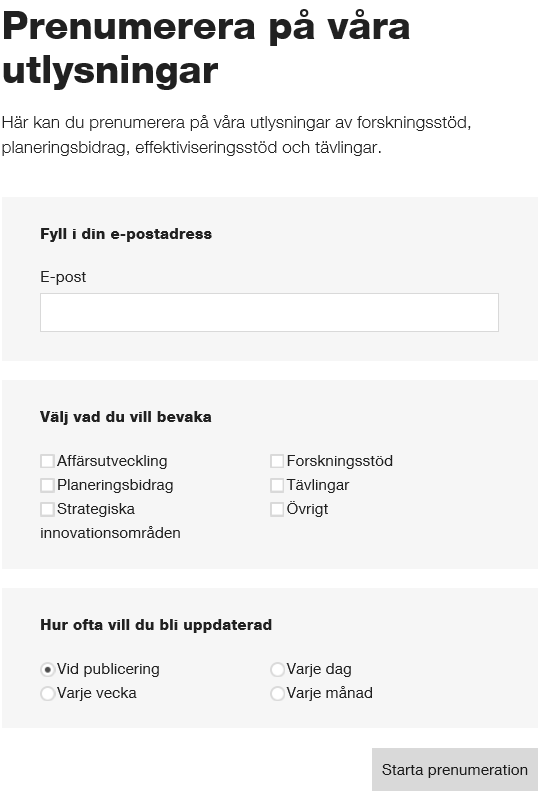 Prenumerera på våra
utlysningar
Här kan du prenumerera på våra utlysningar av forskningsstöd,
planeringsbidrag, effektiviseringsstöd och tävlingar.
Fyll i din e-postadress
E-post
Välj vad du vill bevaka
Affärsutveckling
Forskningsstöd
Planeringsbidrag
Tävlingar
Strategiska
innovationsområden
Övrigt
Hur ofta vill du bli uppdaterad
Vid publicering
Varje dag
Varje vecka
Varje månad
Starta prenumeration